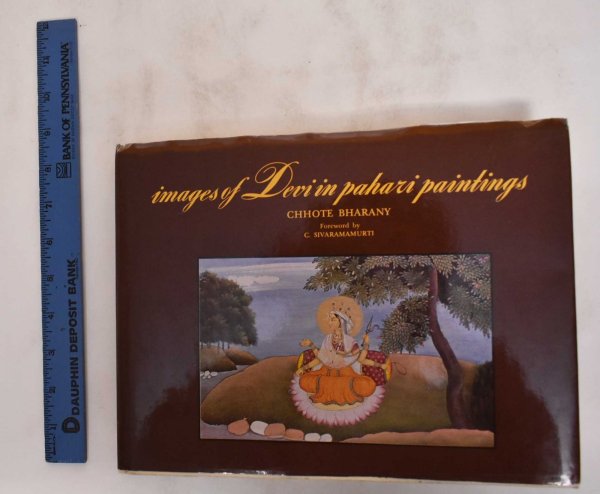 images of Devi in pahari paintings
CHHOTE BHARANY
Foreword by
C. SIVARAMAMURTI
BANK OF PENNSYLVANIA
DAUPHIN DEPOSIT BANK